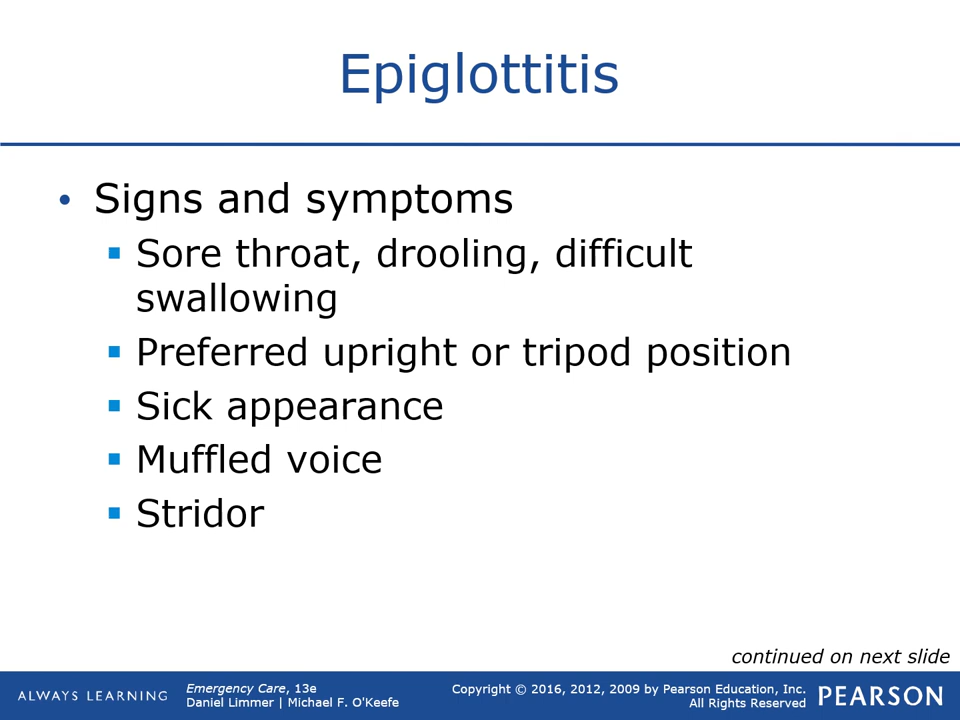 Epiglottitis
• Signs and symptoms
▪ Sore throat, drooling, difficult
swallowing
▪ Preferred upright or tripod position
▪ Sick appearance
▪ Muffled voice
▪ Stridor
continued on next slide
ALWAYS LEARNING
Emergency Care, 13e
Daniel Limmer | Michael F. O'Keefe
Copyright © 2016, 2012, 2009 by Pearson Education, Inc.
All Rights Reserved
PEARSON